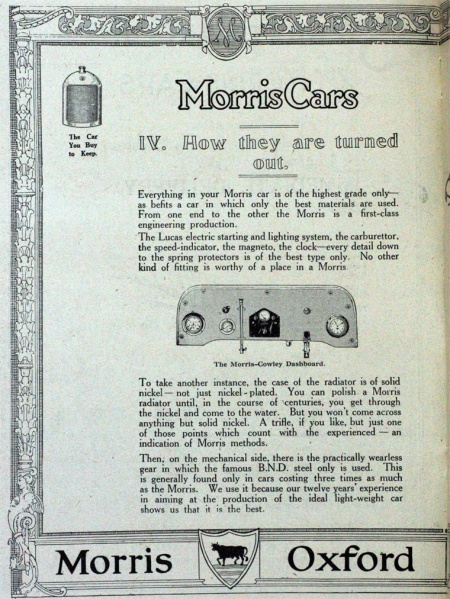 M
Morris Cars
The Car
You Buy
to Keep.
IV. How they are turned
out.
Everything in your Morris car is of the highest grade only—
as befits a car in which only the best materials are used.
From one end to the other the Morris is a first-class
engineering production.
The Lucas electric starting and lighting system, the carburettor,
the speed-indicator, the magneto, the clock—every detail down
to the spring protectors is of the best type only. No other
kind of fitting is worthy of a place in a Morris
The Morris-Cowley Dashboard.
To take another instance, the case of the radiator is of solid
nickel—not just nickel-plated. You can polish a Morris
radiator until, in the course of centuries, you get through
the nickel and come to the water. But you won't come across
anything but solid nickel. A trifle, if you like, but just one
of those points which count with the experienced—an
indication of Morris methods.
Then, on the mechanical side, there is the practically wearless
gear in which the famous B.N.D. steel only is used. This
is generally found only in cars costing three times as much
as the Morris. We use it because our twelve years' experience
in aiming at the production of the ideal light-weight car
shows us that it is the best.
Morris Oxford